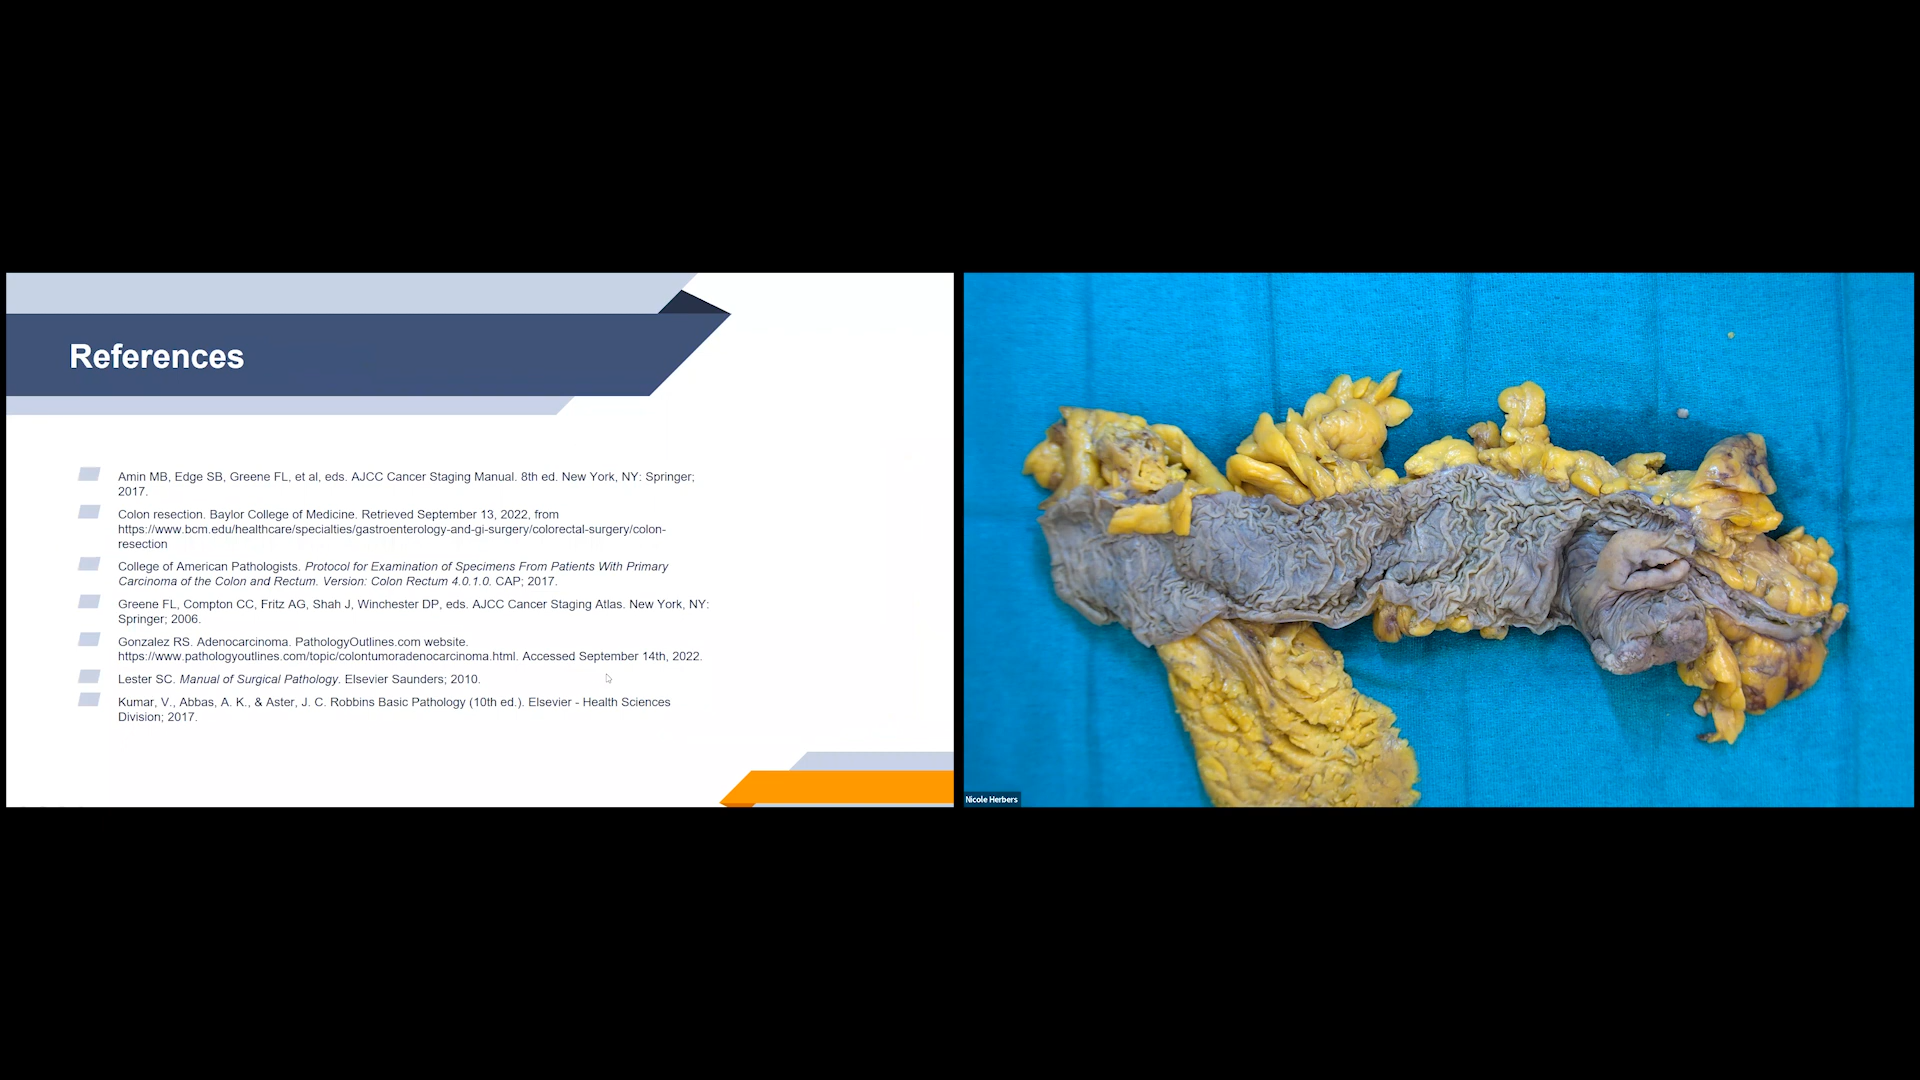 References
Amin MB, Edge SB, Greene FL, et al, eds. AJCC Cancer Staging Manual. 8th ed. New York, NY: Springer;
2017.
Colon resection. Baylor College of Medicine. Retrieved September 13, 2022, from
https://www.bcm.edu/healthcare/specialties/gastroenterology-and-gi-surgery/colorectal-surgery/colon-
resection
College of American Pathologists. Protocol for Examination of Specimens From Patients With Primary
Carcinoma of the Colon and Rectum. Version: Colon Rectum 4.0.1.0. CAP; 2017.
Greene FL, Compton CC, Fritz AG, Shah J, Winchester DP, eds. AJCC Cancer Staging Atlas. New York, NY:
Springer; 2006.
Gonzalez RS. Adenocarcinoma. PathologyOutlines.com website.
https://www.pathologyoutlines.com/topic/colontumoradenocarcinoma.html. Accessed September 14th, 2022.
Lester SC. Manual of Surgical Pathology. Elsevier Saunders; 2010.
Kumar, V., Abbas, A. K., & Aster, J. C. Robbins Basic Pathology (10th ed.). Elsevier - Health Sciences
Division; 2017.
Nicole Herbers